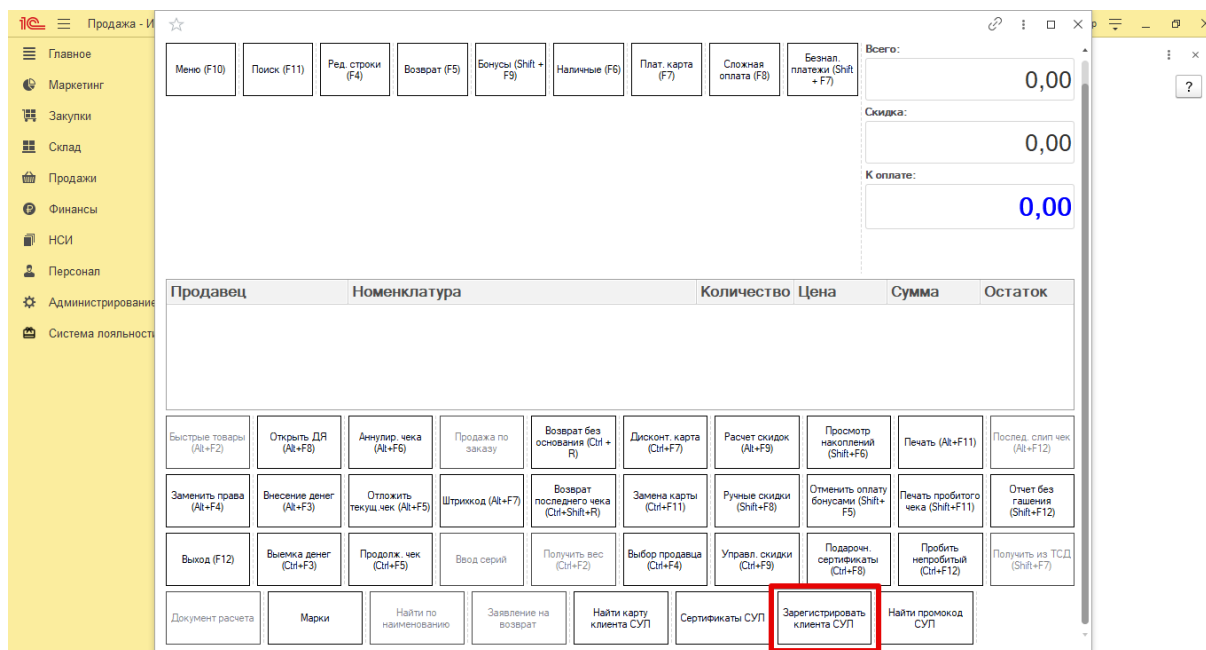 1С Продажа - И
Главное
Маркетинг
Закупки
Склад
Продажи
Финансы
НСИ
Персонал
Администрирование
Система лояльности
?
Меню (F10)
Поиск (F11)
Ред. строки
(F4)
Возврат (F5)
Бонусы (Shift +
F9)
Наличные (F6)
Плат. карта
(F7)
Сложная
оплата (F8)
Безнал.
платежи (Shift
+ F7)
Всего:
0,00
Скидка:
0,00
К оплате:
0,00
Продавец Номенклатура Количество Цена Сумма Остаток
Быстрые товары
(Alt+F2)
Открыть ДЯ
(Alt+F8)
Аннулир. чека
(Alt+F6)
Продажа по
заказу
Возврат без
основания (Ctrl +
R)
Дисконт. карта
(Ctrl+F7)
Расчет скидок
(Alt+F9)
Просмотр
накоплений
(Shift+F6)
Печать (Alt+F11)
Послед. слип чек
(Alt+F12)
Заменить права
(Alt+F4)
Внесение денег
(Alt+F3)
Отложить
текущ.чек (Alt+F5)
Штрихкод (Alt+F7)
Возврат
последнего чека
(Ctrl+Shift+R)
Замена карты
(Ctrl+F11)
Ручные скидки
(Shift+F8)
Отменить оплату
бонусами (Shift+
F5)
Печать пробитого
чека (Shift+F11)
Отчет без
гашения
(Shift+F12)
Выход (F12)
Выемка денег
(Ctrl+F3)
Продолж. чек
(Ctrl+F5)
Ввод серий
Получить вес
(Ctrl+F2)
Выбор продавца
(Ctrl+F4)
Управл. скидки
(Ctrl+F9)
Подарочн.
сертификаты
(Ctrl+F8)
Пробить
непробитый
(Ctrl+F12)
Получить из ТСД
(Shift+F7)
Документ расчета
Марки
Найти по
наименованию
Заявление на
возврат
Найти карту
клиента СУП
Сертификаты СУП
Зарегистрировать
клиента СУП
Найти промокод
СУП